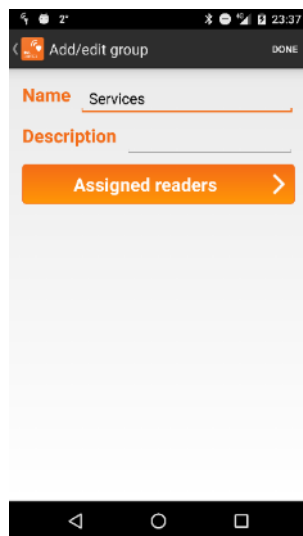 2° 23:37
Add/edit group DONE
Name Services
Description
Assigned readers